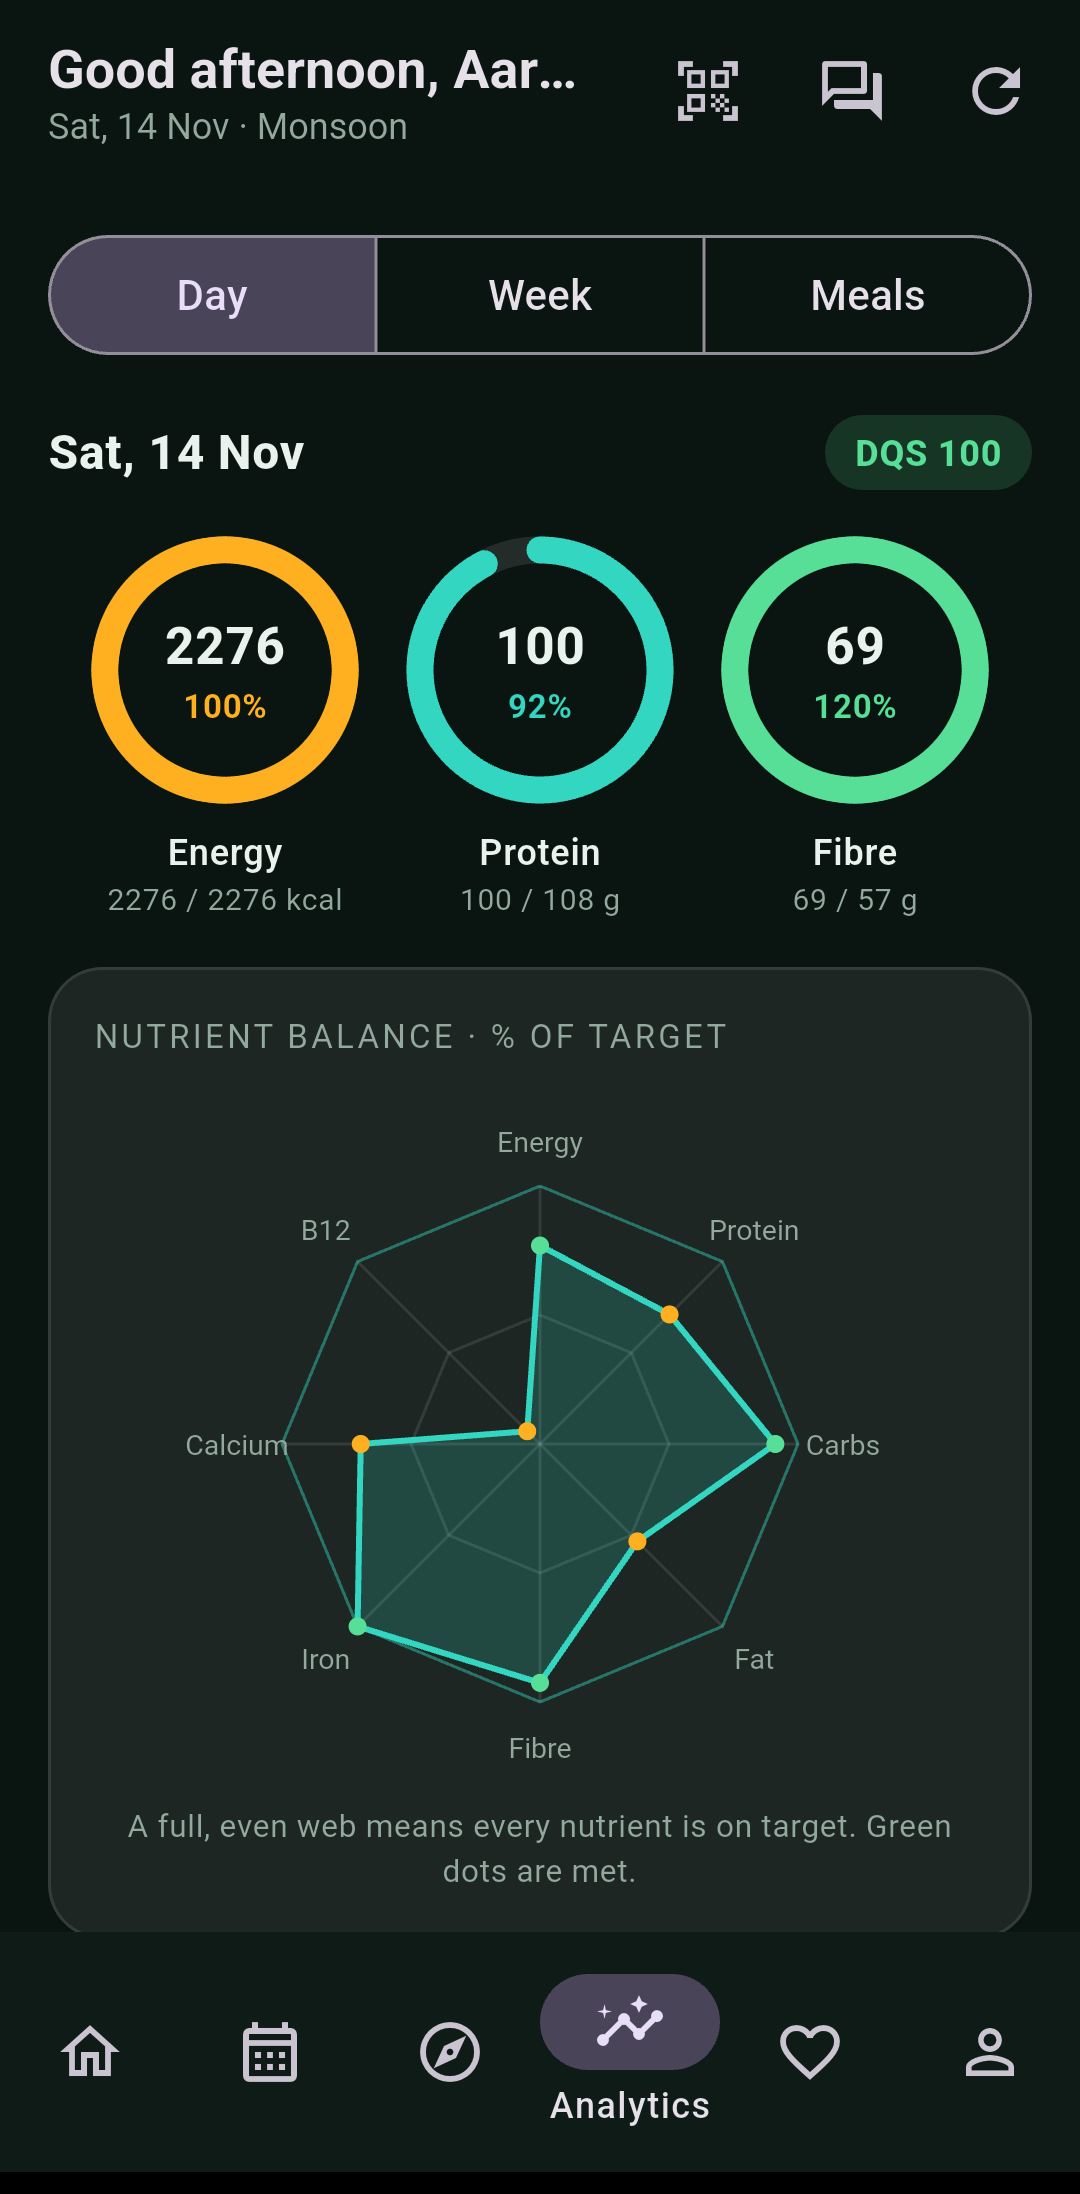 Good afternoon, Aar...
Sat, 14 Nov · Monsoon
Day
Week
Meals
Sat, 14 Nov
DQS 100
2276
100%
100
92%
69
120%
Energy
Protein
Fibre
2276 / 2276 kcal
100 / 108 g
69 / 57 g
NUTRIENT BALANCE · % OF TARGET
Energy
B12
Protein
Calcium
Carbs
Iron
Fat
Fibre
A full, even web means every nutrient is on target. Green
dots are met.
Analytics